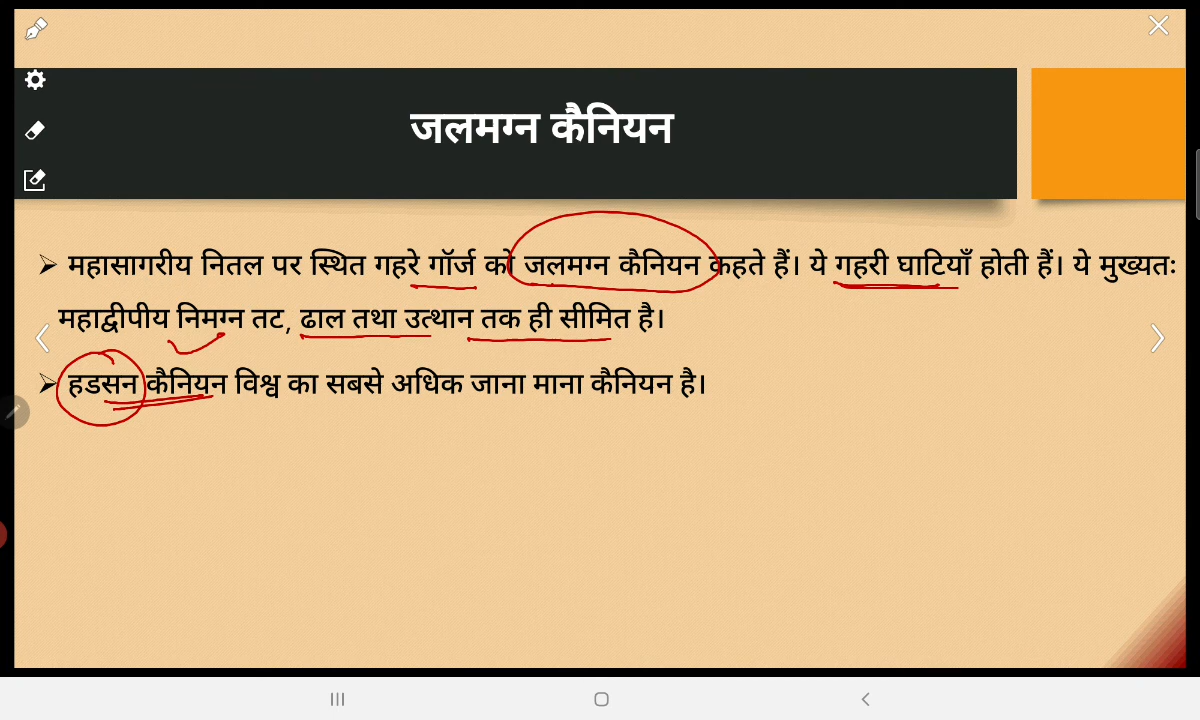 जलमग्न कैनियन
➢ महासागरीय नितल पर स्थित गहरे गॉर्ज को जलमग्न कैनियन कहते हैं। ये गहरी घाटियाँ होती हैं। ये मुख्यतः
महाद्वीपीय निमग्न तट, ढाल तथा उत्थान तक ही सीमित है।
➢ हडसन कैनियन विश्व का सबसे अधिक जाना माना कैनियन है।